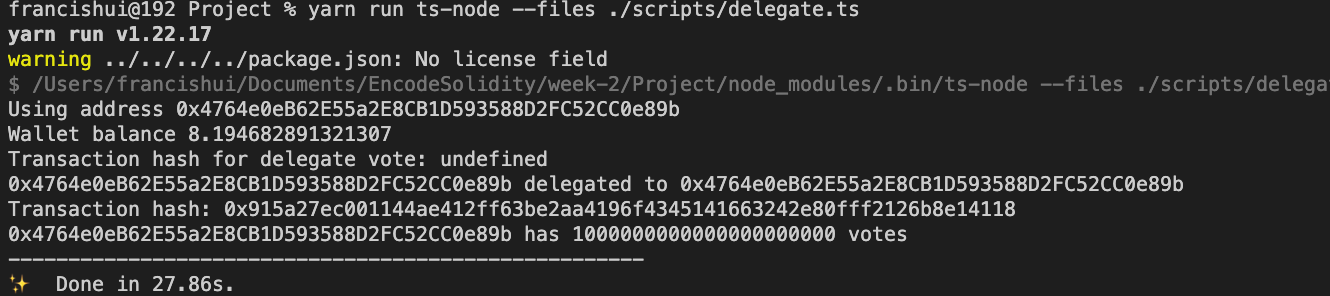 francishui@192 Project % yarn run ts-node --files ./scripts/delegate.ts
yarn run v1.22.17
warning ../../../../package.json: No license field
$ /Users/francishui/Documents/EncodeSolidity/week-2/Project/node_modules/.bin/ts-node --files ./scripts/delegat
Using address 0x4764e0eB62E55a2E8CB1D593588D2FC52CC0e89b
Wallet balance 8.194682891321307
Transaction hash for delegate vote: undefined
0x4764e0eB62E55a2E8CB1D593588D2FC52CC0e89b delegated to 0x4764e0eB62E55a2E8CB1D593588D2FC52CC0e89b
Transaction hash: 0x915a27ec001144ae412ff63be2aa4196f4345141663242e80fff2126b8e14118
0x4764e0eB62E55a2E8CB1D593588D2FC52CC0e89b has 1000000000000000000000 votes
-----------------------------------------------------
✨  Done in 27.86s.